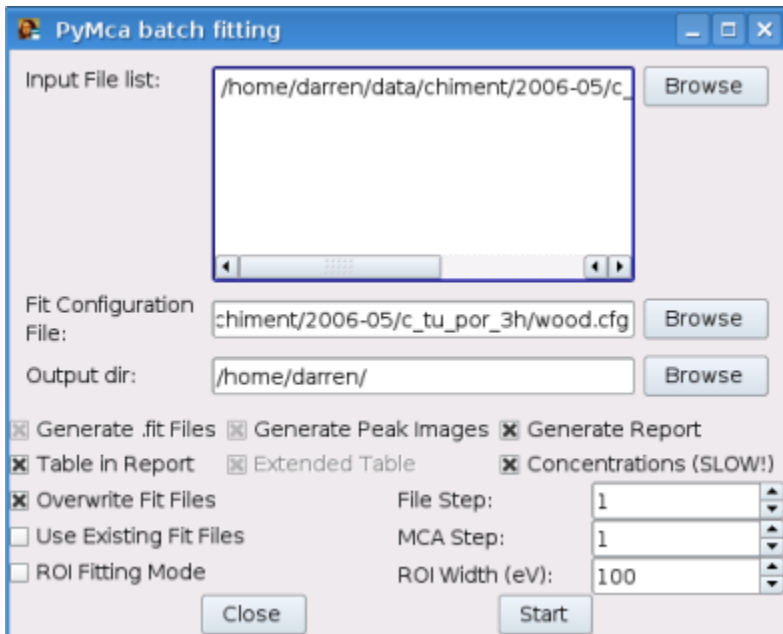 PyMca batch fitting
Input File list:
/home/darren/data/chiment/2006-05/c_
Browse
Fit Configuration
File:
chiment/2006-05/c_tu_por_3h/wood.cfg
Browse
Output dir:
/home/darren/
Browse
Generate .fit Files
Generate Peak Images
Generate Report
Table in Report
Extended Table
Concentrations (SLOW!)
Overwrite Fit Files
File Step:
1
Use Existing Fit Files
MCA Step:
1
ROI Fitting Mode
ROI Width (eV):
100
Close
Start